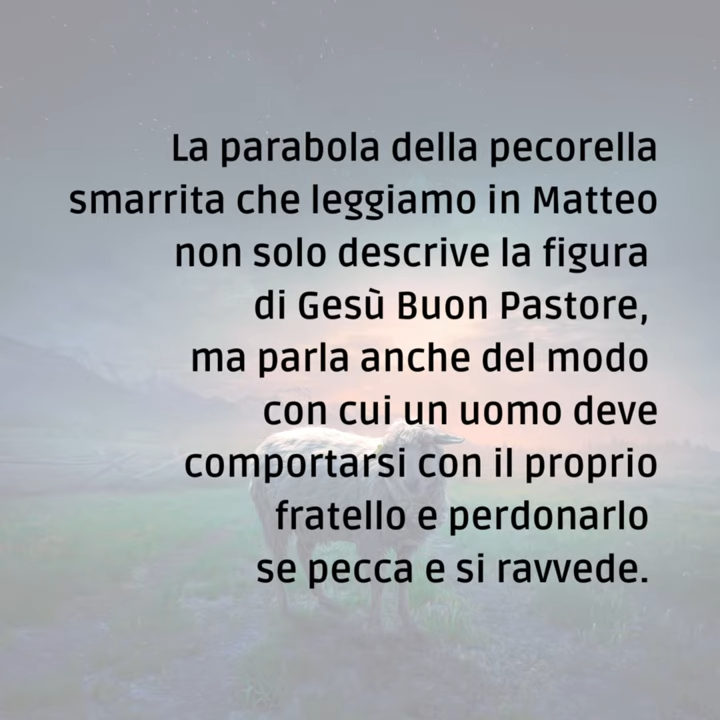 La parabola della pecorella
smarrita che leggiamo in Matteo
non solo descrive la figura
di Gesù Buon Pastore,
ma parla anche del modo
con cui un uomo deve
comportarsi con il proprio
fratello e perdonarlo
se pecca e si ravvede.